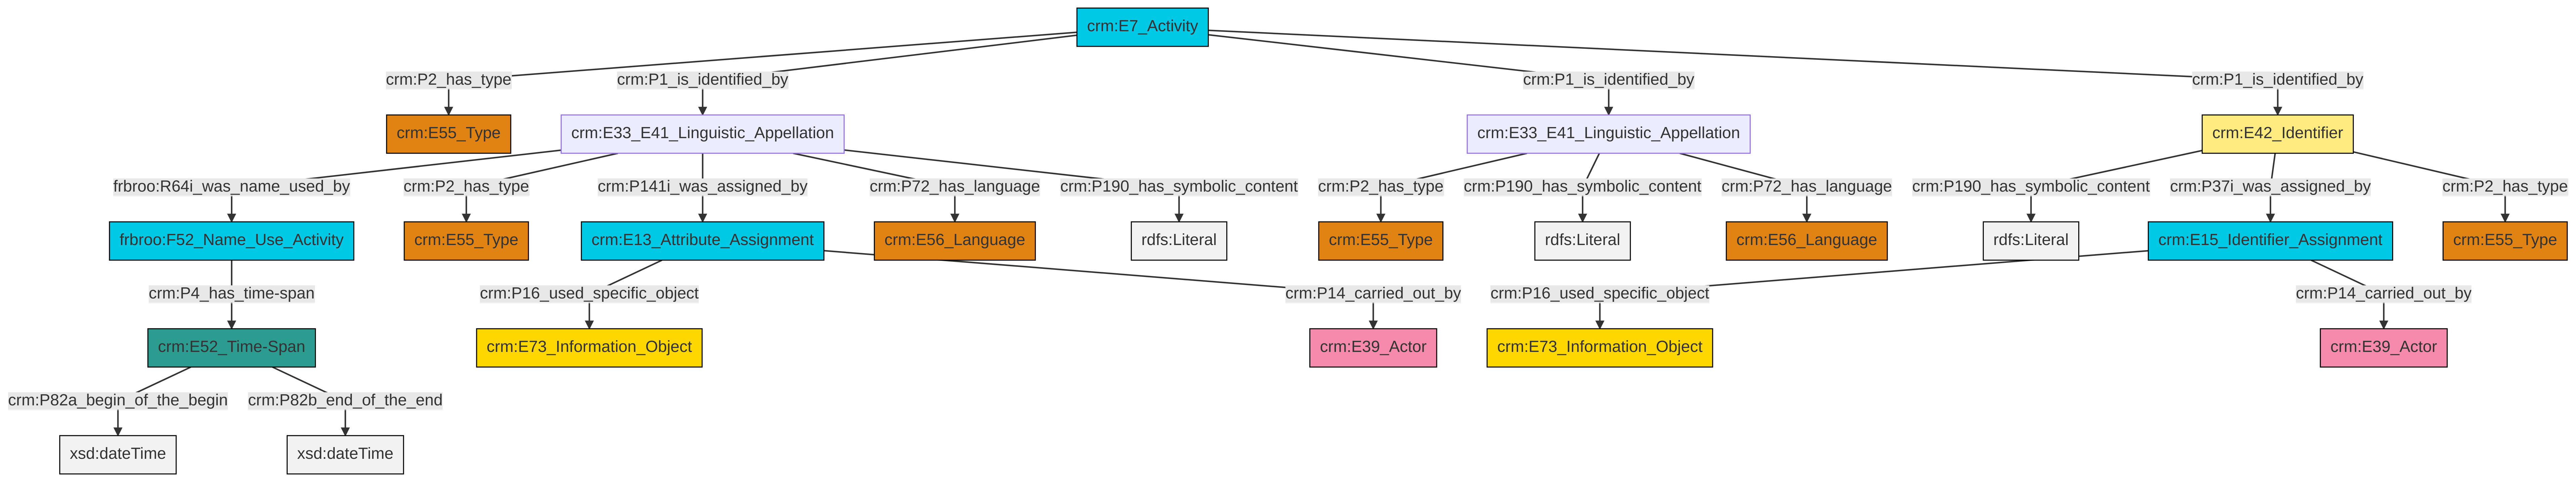 crm:E7_Activity
crm:P2_has_type
crm:P1_is_identified_by
crm:P1_is_identified_by
crm:P1_is_identified_by
crm:E55_Type
crm:E33_E41_Linguistic_Appellation
crm:E33_E41_Linguistic_Appellation
crm:E42_Identifier
frbroo:R64i_was_name_used_by
crm:P2_has_type
crm:P141i_was_assigned_by
crm:P72_has_language
crm:P190_has_symbolic_content
crm:P2_has_type
crm:P190_has_symbolic_content
crm:P72_has_language
crm:P190_has_symbolic_content
crm:P37i_was_assigned_by
crm:P2_has_type
frbroo:F52_Name_Use_Activity
crm:E55_Type
crm:E13_Attribute_Assignment
crm:E56_Language
rdfs:Literal
crm:E55_Type
rdfs:Literal
crm:E56_Language
rdfs:Literal
crm:E15_Identifier_Assignment
crm:E55_Type
crm:P4_has_time-span
crm:P16_used_specific_object
crm:P14_carried_out_by
crm:P16_used_specific_object
crm:P14_carried_out_by
crm:E52_Time-Span
crm:E73_Information_Object
crm:E39_Actor
crm:E73_Information_Object
crm:E39_Actor
crm:P82a_begin_of_the_begin
crm:P82b_end_of_the_end
xsd:dateTime
xsd:dateTime